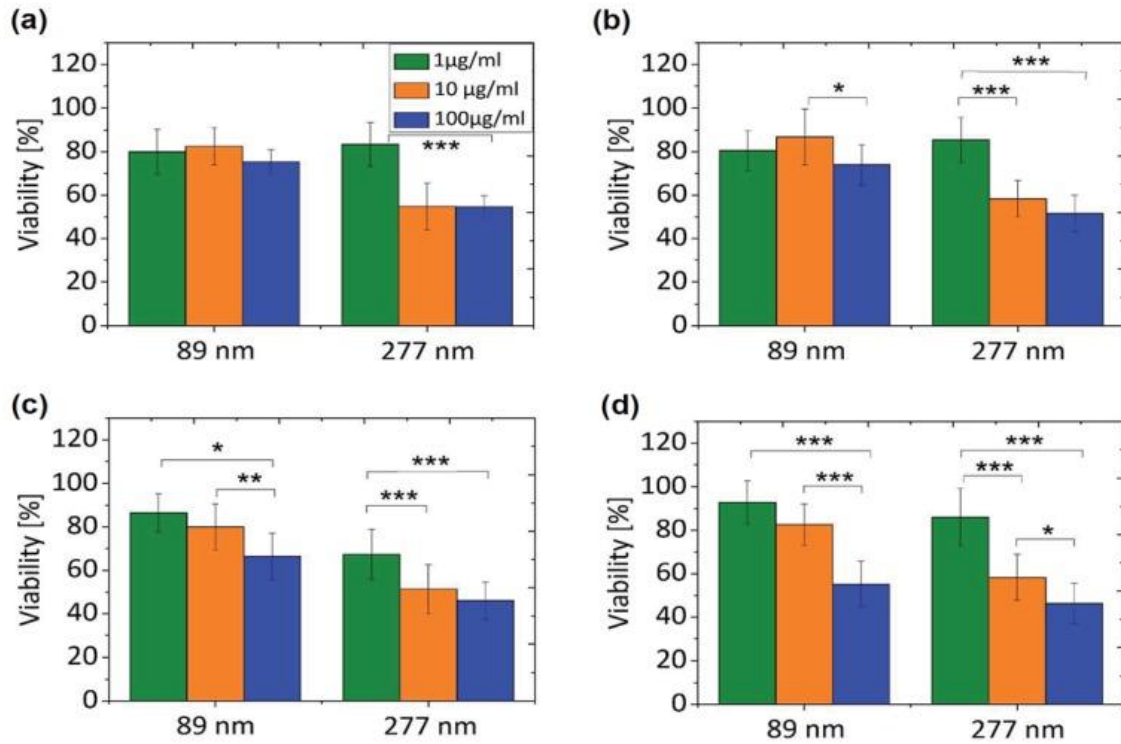 (a)
Viability [%]
120
100
80
60
40
20
0
1µg/ml
10 µg/ml
100µg/ml
***
89 nm
277 nm
(b)
Viability [%]
120
100
80
60
40
20
0
*
***
***
89 nm
277 nm
(c)
Viability [%]
120
100
80
60
40
20
0
*
**
***
***
89 nm
277 nm
(d)
Viability [%]
120
100
80
60
40
20
0
***
***
***
***
*
89 nm
277 nm